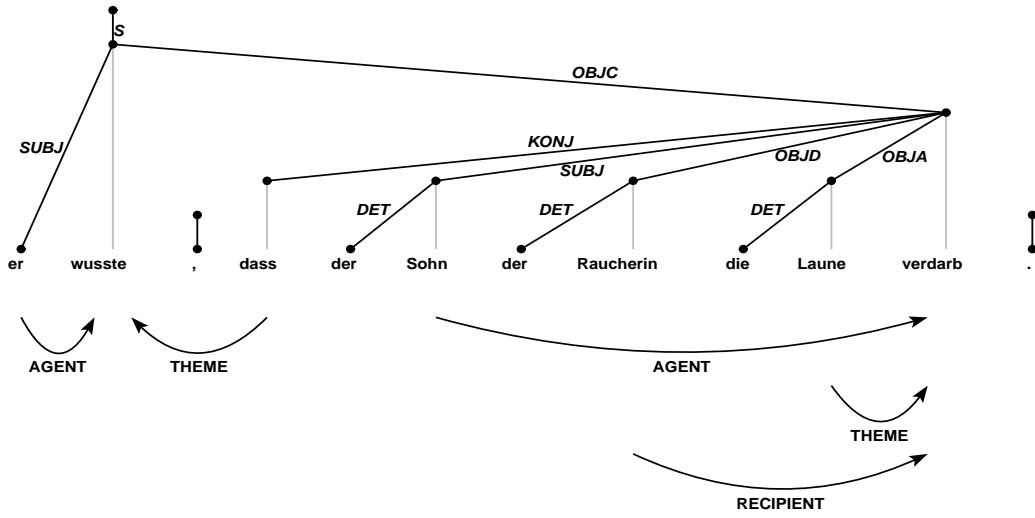 S
OBJC
SUBJ
KONJ
SUBJ
OBJD
OBJA
DET
DET
DET
er wusste , dass der Sohn der Raucherin die Laune verdarb .
AGENT THEME AGENT
THEME
RECIPIENT